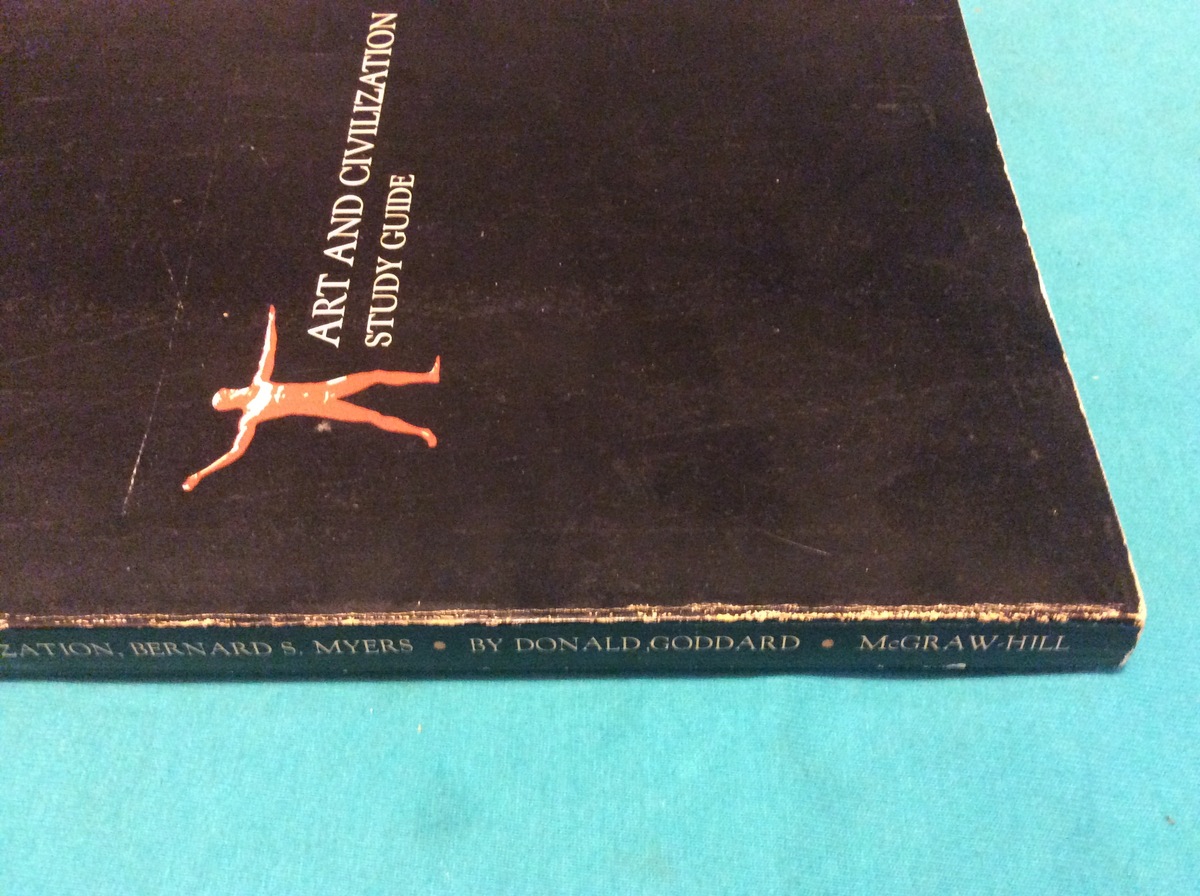 ART AND CIVILIZATION
STUDY GUIDE
ZATION, BERNARD S. MYERS • BY DONALD GODDARD • McGRAW-HILL